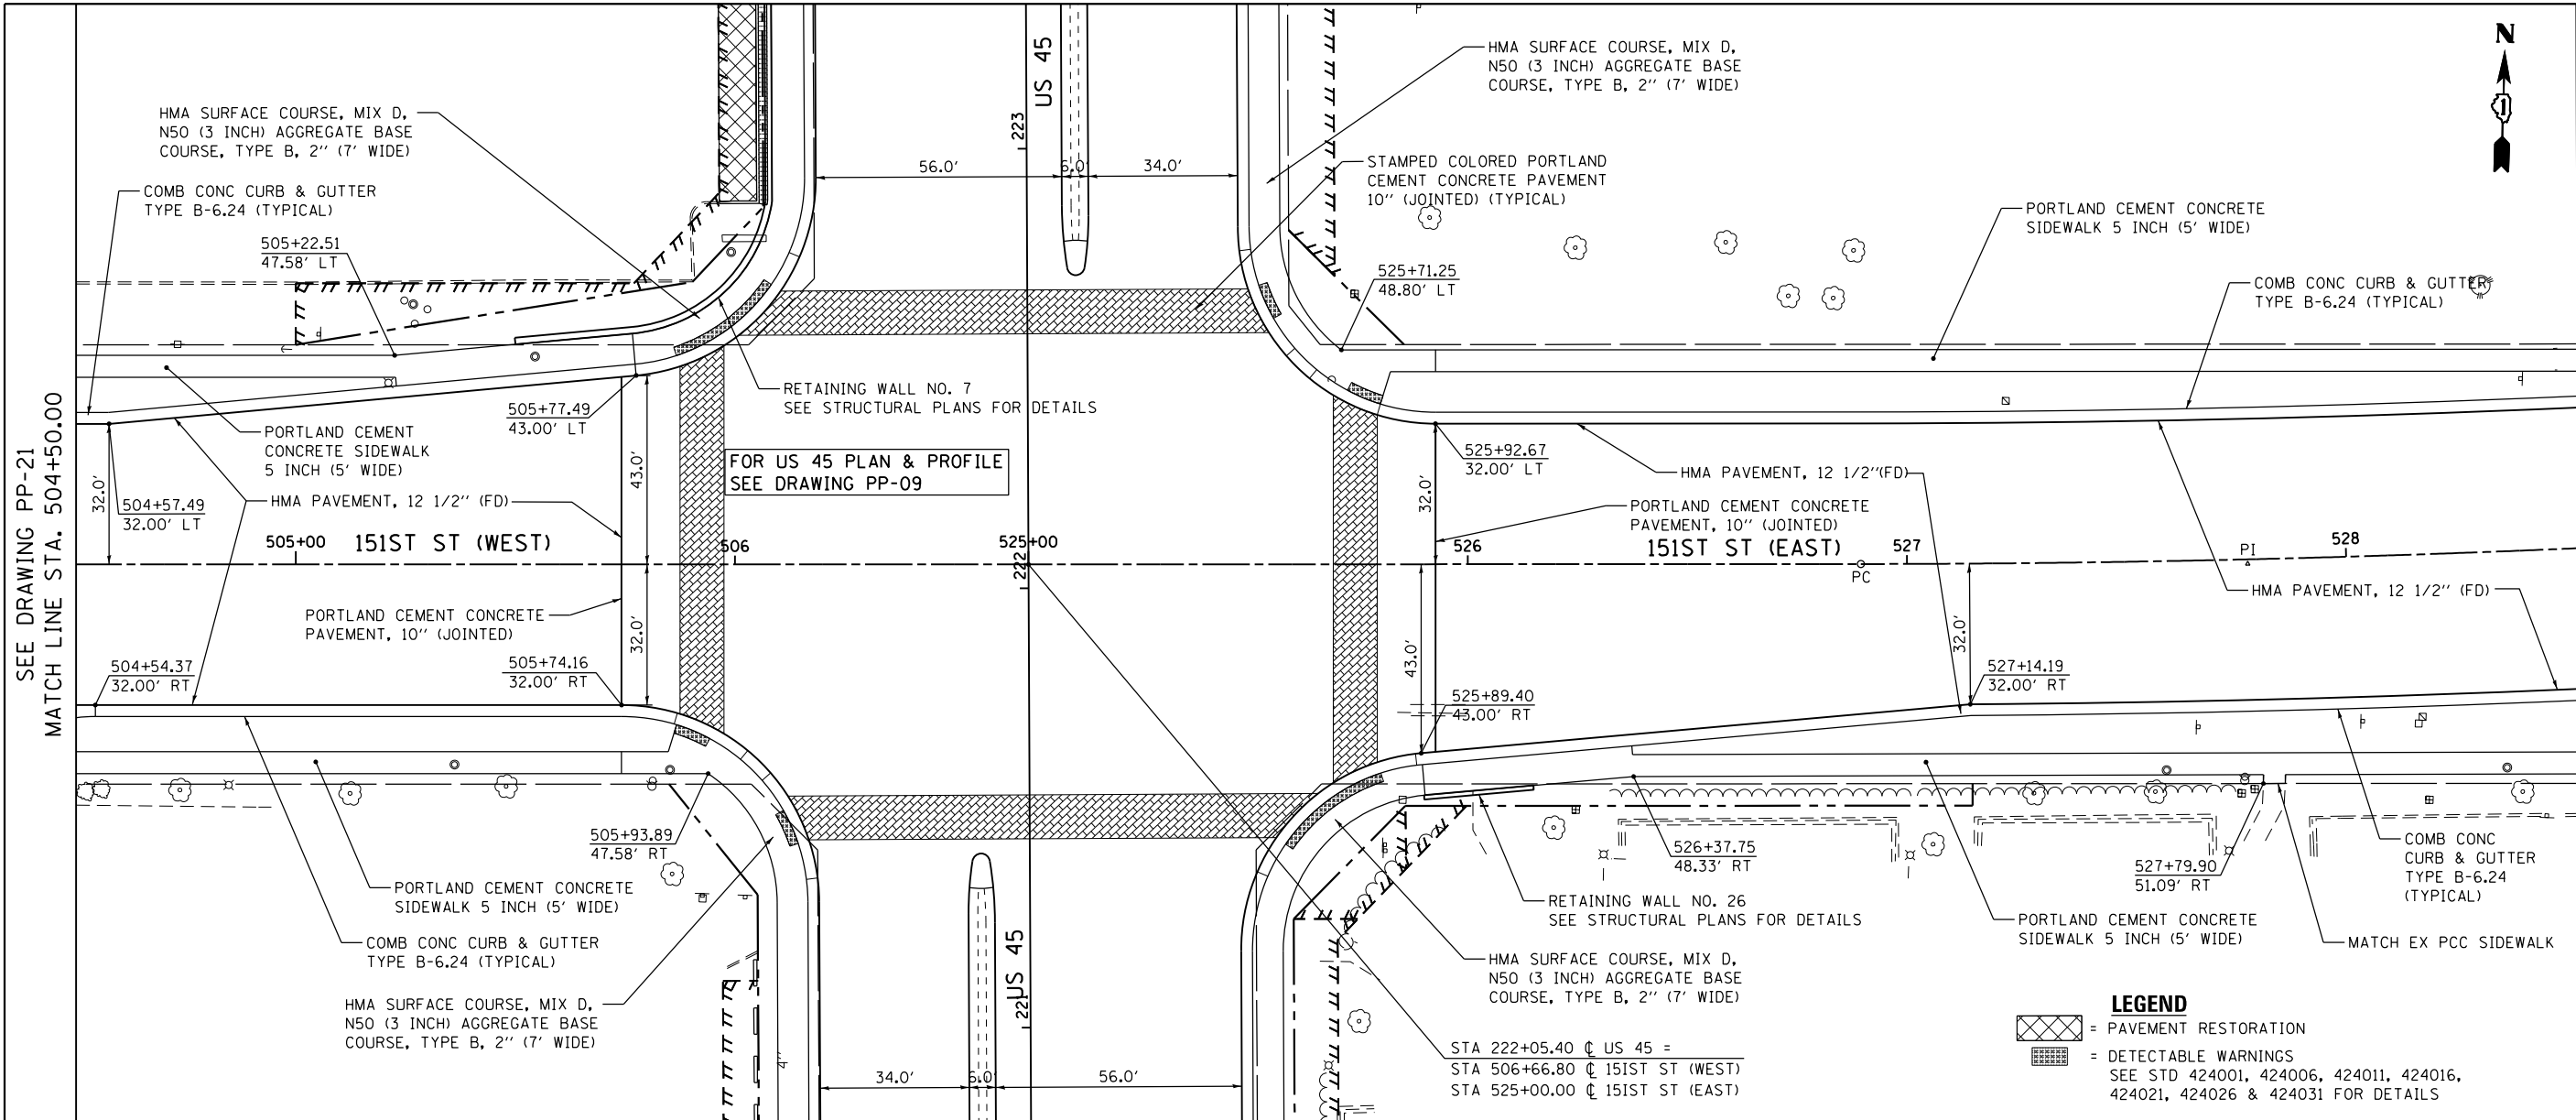 SEE DRAWING PP-21
MATCH LINE STA. 504+50.00
HMA SURFACE COURSE, MIX D,
N50 (3 INCH) AGGREGATE BASE
COURSE, TYPE B, 2'' (7' WIDE)
COMB CONC CURB & GUTTER
TYPE B-6.24 (TYPICAL)
505+22.51
47.58' LT
US 45
223
56.0'
6.0'
34.0'
HMA SURFACE COURSE, MIX D,
N50 (3 INCH) AGGREGATE BASE
COURSE, TYPE B, 2'' (7' WIDE)
STAMPED COLORED PORTLAND
CEMENT CONCRETE PAVEMENT
10'' (JOINTED) (TYPICAL)
N
1
PORTLAND CEMENT CONCRETE
SIDEWALK 5 INCH (5' WIDE)
525+71.25
48.80' LT
COMB CONC CURB & GUTTER
TYPE B-6.24 (TYPICAL)
RETAINING WALL NO. 7
SEE STRUCTURAL PLANS FOR DETAILS
505+77.49
43.00' LT
PORTLAND CEMENT
CONCRETE SIDEWALK
5 INCH (5' WIDE)
43.0'
FOR US 45 PLAN & PROFILE
SEE DRAWING PP-09
525+92.67
32.00' LT
HMA PAVEMENT, 12 1/2''(FD)
32.0'
504+57.49
32.00' LT
HMA PAVEMENT, 12 1/2'' (FD)
32.0'
PORTLAND CEMENT CONCRETE
PAVEMENT, 10'' (JOINTED)
505+00
151ST ST (WEST)
506
525+00
222
526
151ST ST (EAST)
527
528
PI
PC
HMA PAVEMENT, 12 1/2'' (FD)
PORTLAND CEMENT CONCRETE
PAVEMENT, 10'' (JOINTED)
32.0'
43.0'
32.0'
504+54.37
32.00' RT
505+74.16
32.00' RT
525+89.40
43.00' RT
527+14.19
32.00' RT
505+93.89
47.58' RT
526+37.75
48.33' RT
527+79.90
51.09' RT
COMB CONC
CURB & GUTTER
TYPE B-6.24
(TYPICAL)
PORTLAND CEMENT CONCRETE
SIDEWALK 5 INCH (5' WIDE)
RETAINING WALL NO. 26
SEE STRUCTURAL PLANS FOR DETAILS
PORTLAND CEMENT CONCRETE
SIDEWALK 5 INCH (5' WIDE)
MATCH EX PCC SIDEWALK
COMB CONC CURB & GUTTER
TYPE B-6.24 (TYPICAL)
US 45
221
HMA SURFACE COURSE, MIX D,
N50 (3 INCH) AGGREGATE BASE
COURSE, TYPE B, 2'' (7' WIDE)
HMA SURFACE COURSE, MIX D,
N50 (3 INCH) AGGREGATE BASE
COURSE, TYPE B, 2'' (7' WIDE)
4''
34.0'
6.0'
56.0'
STA 222+05.40 ℄ US 45 =
STA 506+66.80 ℄ 151ST ST (WEST)
STA 525+00.00 ℄ 151ST ST (EAST)
LEGEND
= PAVEMENT RESTORATION
= DETECTABLE WARNINGS
SEE STD 424001, 424006, 424011, 424016,
424021, 424026 & 424031 FOR DETAILS